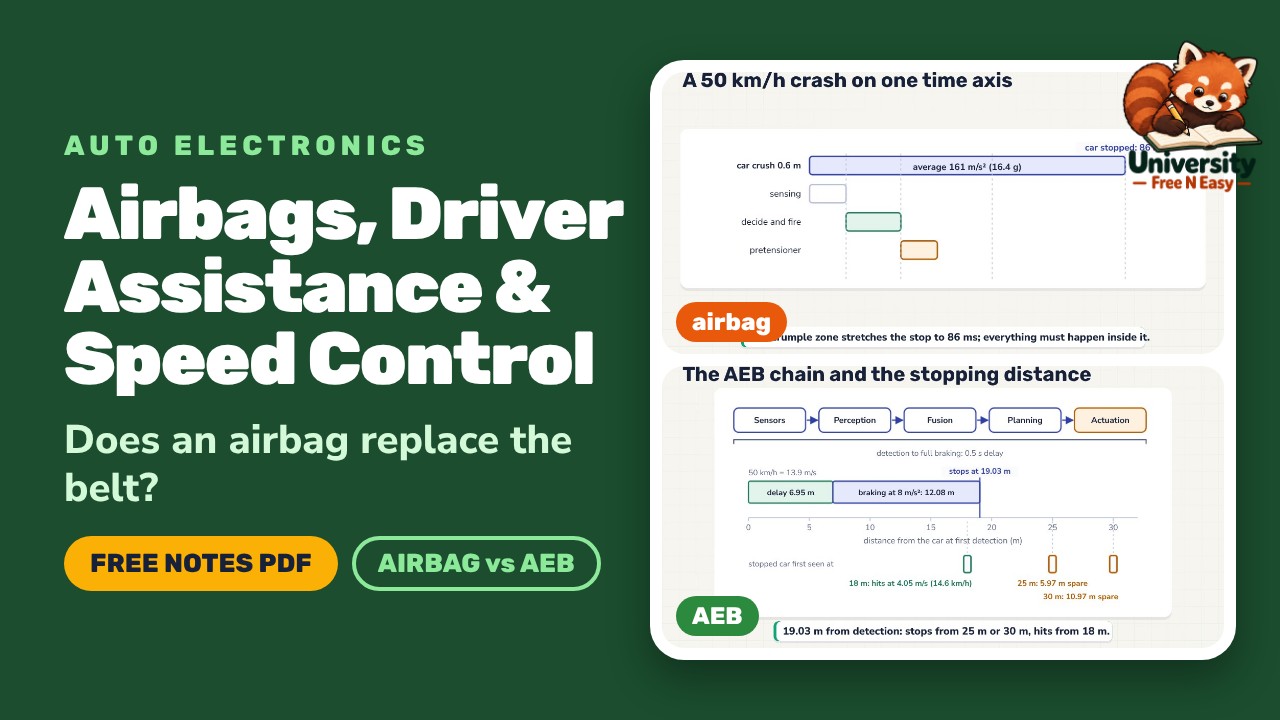 AUTO ELECTRONICS
Airbags, Driver
Assistance &
Speed Control
Does an airbag replace the
belt?
FREE NOTES PDF
AIRBAG vs AEB
A 50 km/h crash on one time axis
car stopped: 86
car crush 0.6 m
average 161 m/s² (16.4 g)
sensing
decide and fire
pretensioner
airbag
rumple zone stretches the stop to 86 ms; everything must happen inside it.
The AEB chain and the stopping distance
Sensors
Perception
Fusion
Planning
Actuation
detection to full braking: 0.5 s delay
50 km/h = 13.9 m/s
stops at 19.03 m
delay 6.95 m
braking at 8 m/s²: 12.08 m
0 5 10 15 20 25 30
distance from the car at first detection (m)
stopped car first seen at
18 m: hits at 4.05 m/s (14.6 km/h)
25 m: 5.97 m spare
30 m: 10.97 m spare
AEB
19.03 m from detection: stops from 25 m or 30 m, hits from 18 m.
University
Free N Easy